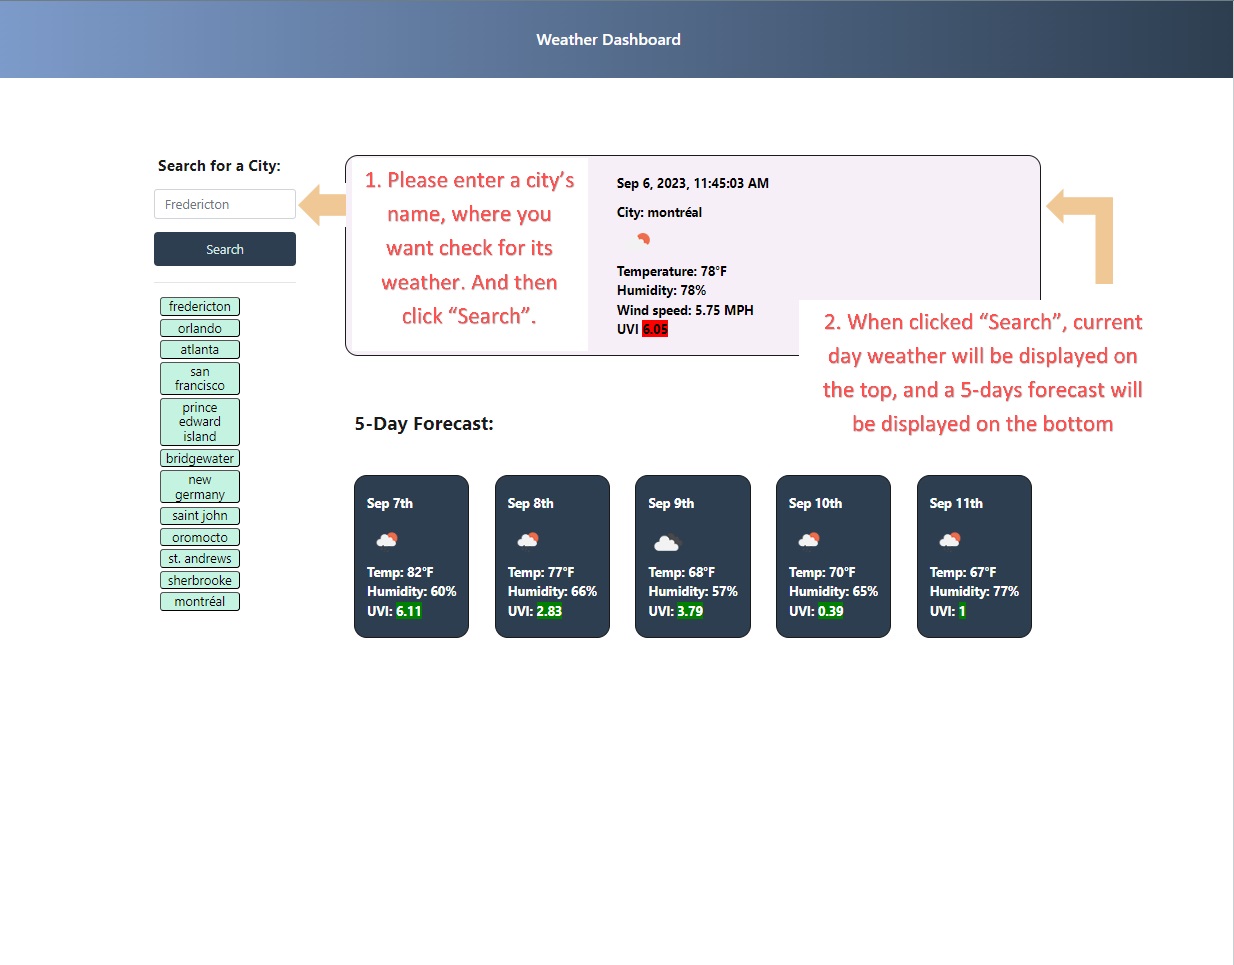 Weather Dashboard
Search for a City:
Fredericton
Search
fredericton
orlando
atlanta
san
francisco
prince
edward
island
bridgewater
new
germany
saint john
oromocto
st. andrews
sherbrooke
montréal
1. Please enter a city's
name, where you
want check for its
weather. And then
click “Search”.
Sep 6, 2023, 11:45:03 AM
City: montréal
Temperature: 78°F
Humidity: 78%
Wind speed: 5.75 MPH
UVI 6.05
2. When clicked “Search”, current
day weather will be displayed on
the top, and a 5-days forecast will
be displayed on the bottom
5-Day Forecast:
Sep 7th
Temp: 82°F
Humidity: 60%
UVI: 6.11
Sep 8th
Temp: 77°F
Humidity: 66%
UVI: 2.83
Sep 9th
Temp: 68°F
Humidity: 57%
UVI: 3.79
Sep 10th
Temp: 70°F
Humidity: 65%
UVI: 0.39
Sep 11th
Temp: 67°F
Humidity: 77%
UVI: 1